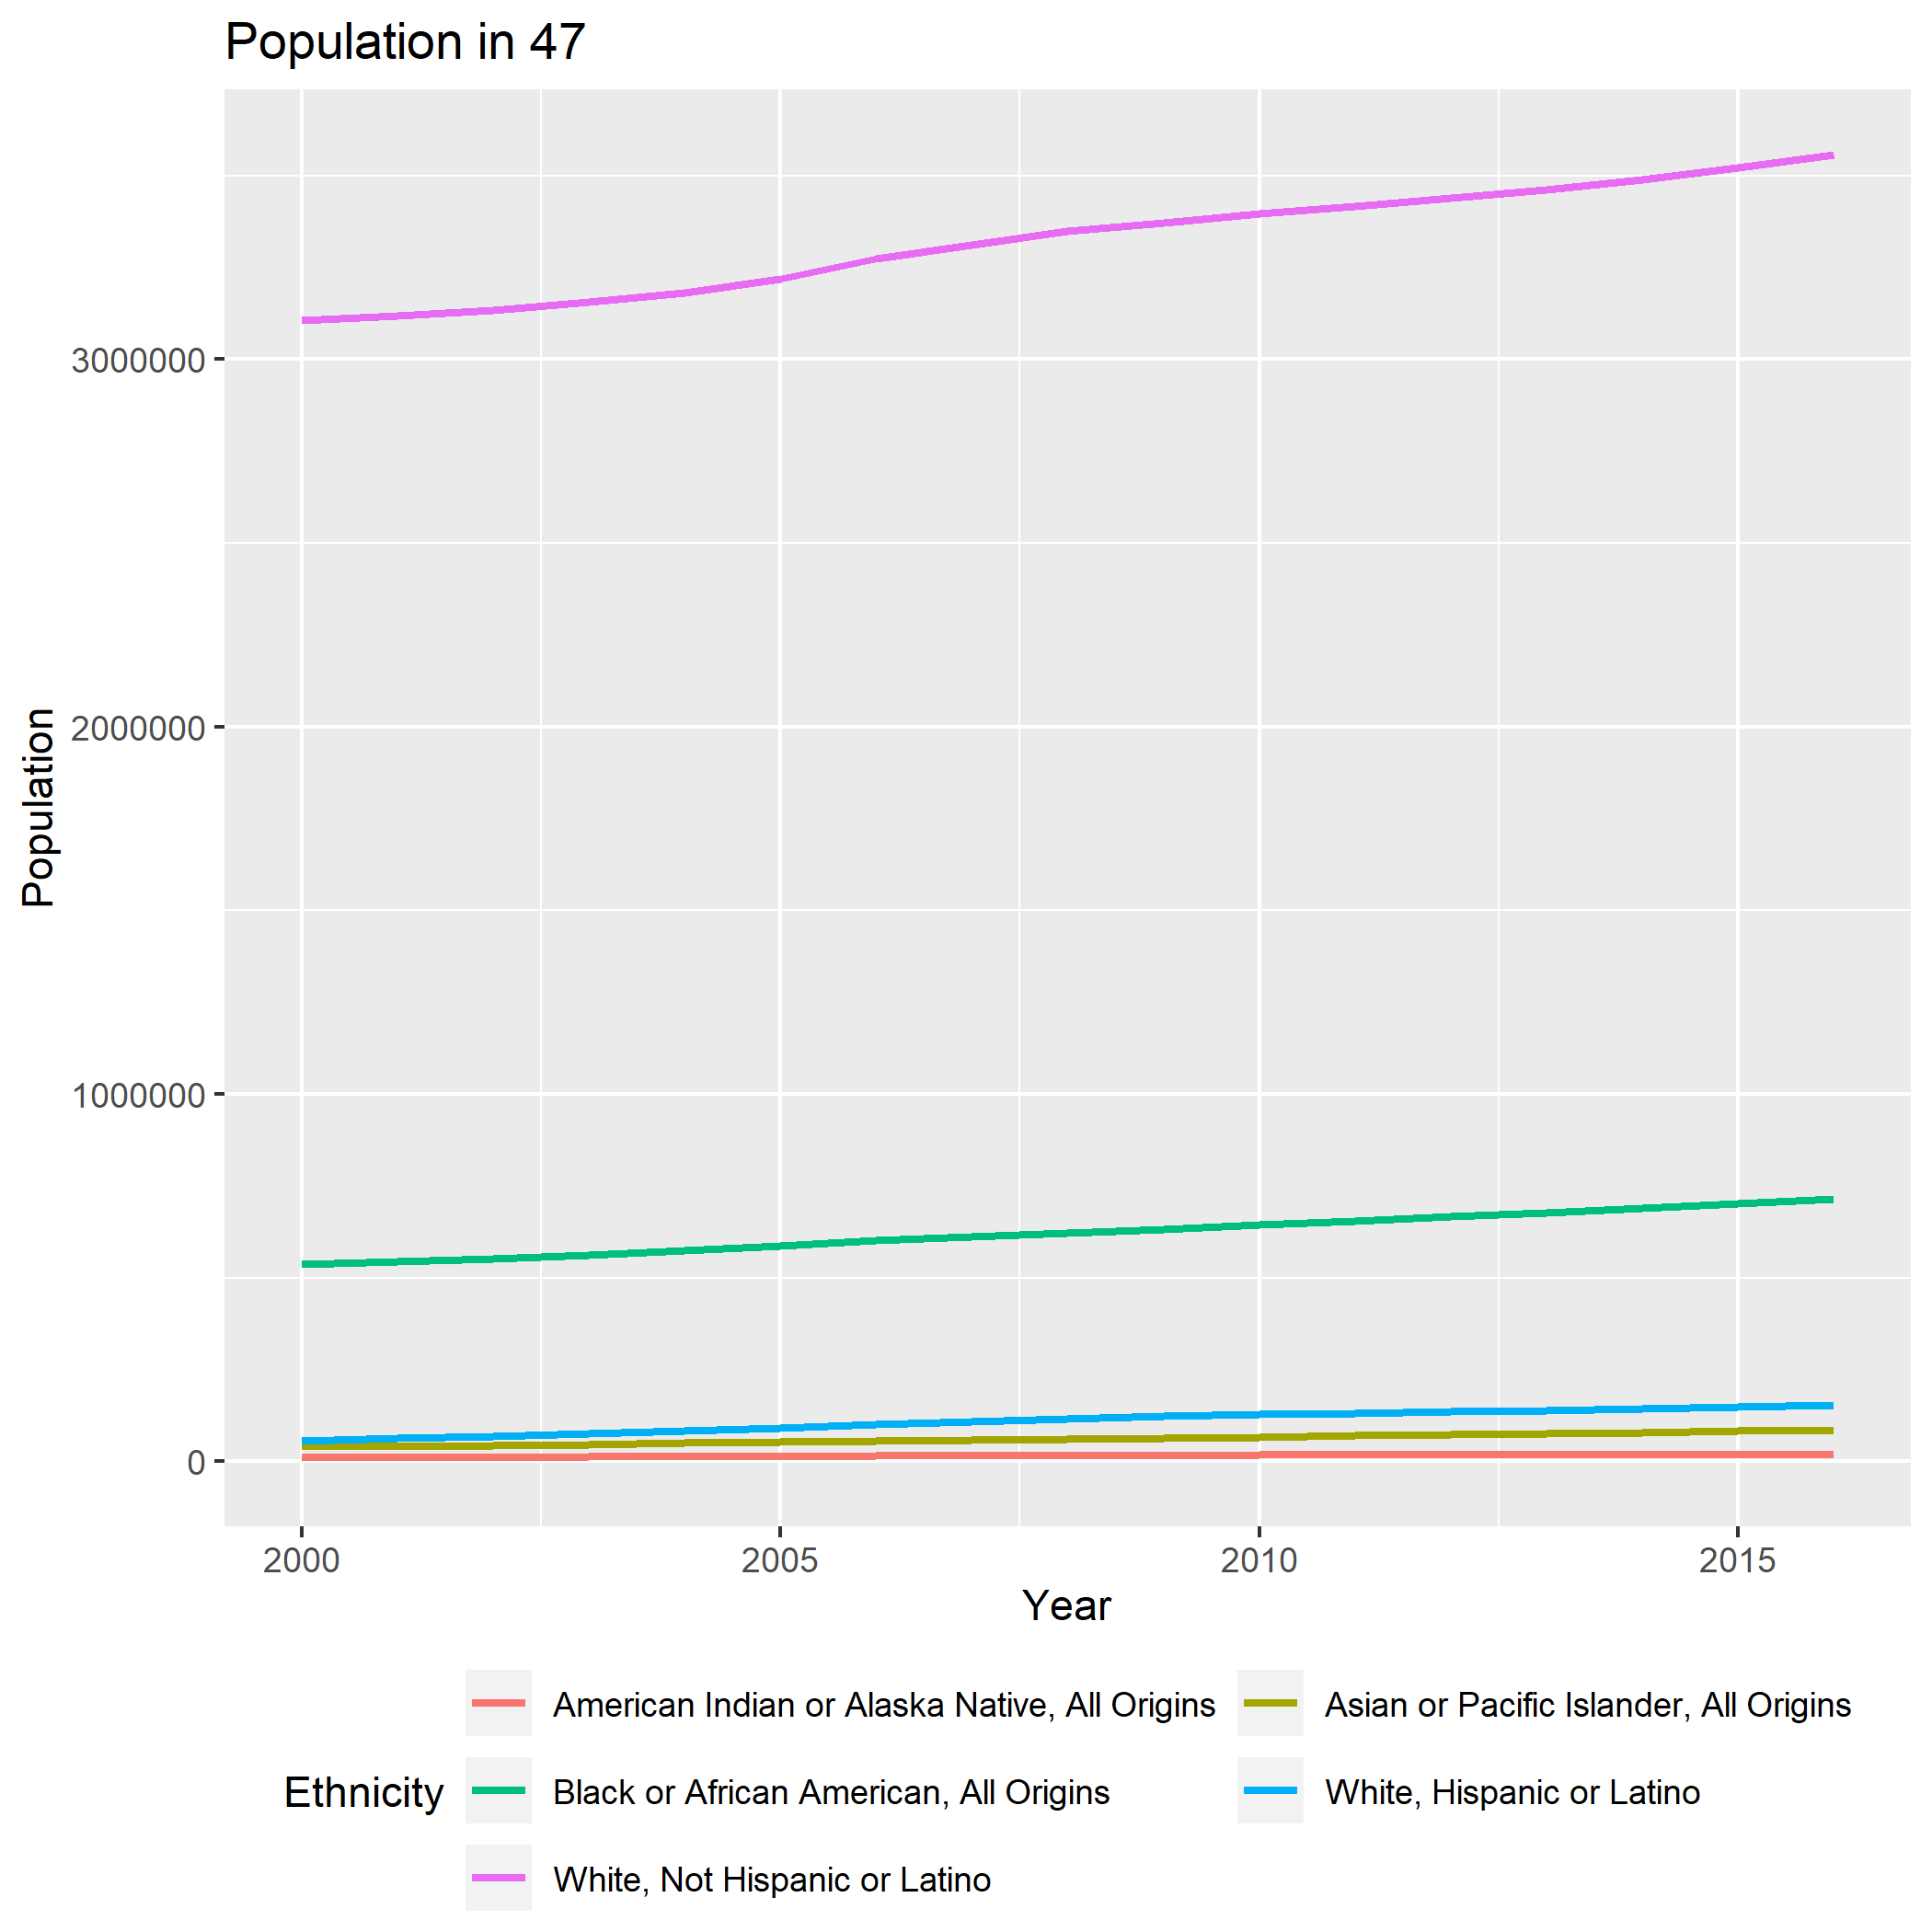 Population in 47
Population
3000000
2000000
1000000
0
2000 2005 2010 2015
Year
Ethnicity
American Indian or Alaska Native, All Origins
Asian or Pacific Islander, All Origins
Black or African American, All Origins
White, Hispanic or Latino
White, Not Hispanic or Latino